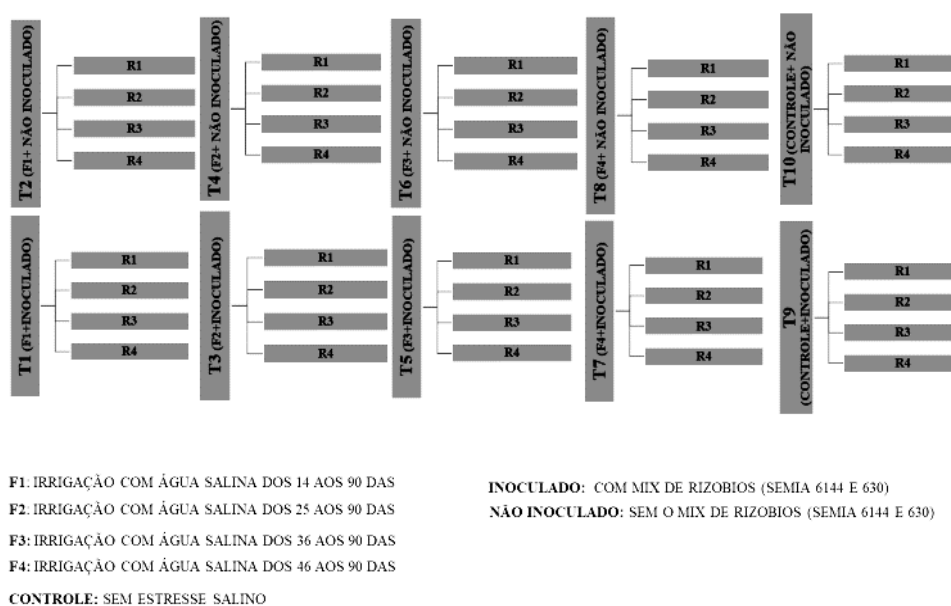 T2 (F1+ NÃO INOCULADO)
R1
R2
R3
R4
T4 (F2+ NÃO INOCULADO)
R1
R2
R3
R4
T6 (F3+ NÃO INOCULADO)
R1
R2
R3
R4
T8 (F4+ NÃO INOCULADO)
R1
R2
R3
R4
T10 (CONTROLE+ NÃO
INOCULADO)
R1
R2
R3
R4
T1 (F1+INOCULADO)
R1
R2
R3
R4
T3 (F2+INOCULADO)
R1
R2
R3
R4
T5 (F3+INOCULADO)
R1
R2
R3
R4
T7 (F4+INOCULADO)
R1
R2
R3
R4
T9
(CONTROLE+INOCULADO)
R1
R2
R3
R4
F1: IRRIGAÇÃO COM ÁGUA SALINA DOS 14 AOS 90 DAS
F2: IRRIGAÇÃO COM ÁGUA SALINA DOS 25 AOS 90 DAS
F3: IRRIGAÇÃO COM ÁGUA SALINA DOS 36 AOS 90 DAS
F4: IRRIGAÇÃO COM ÁGUA SALINA DOS 46 AOS 90 DAS
CONTROLE: SEM ESTRESSE SALINO
INOCULADO: COM MIX DE RIZOBIOS (SEMIA 6144 E 630)
NÃO INOCULADO: SEM O MIX DE RIZOBIOS (SEMIA 6144 E 630)